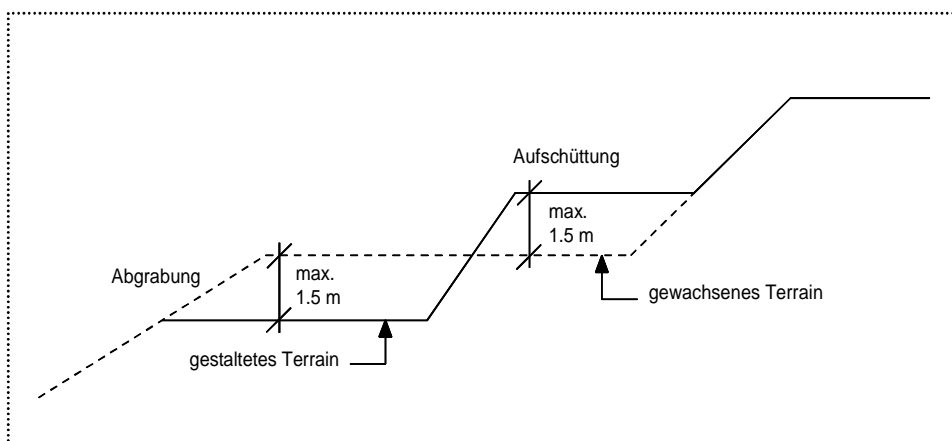 Aufschüttung
max.
1.5 m
Abgrabung
max.
1.5 m
gewachsenes Terrain
gestaltetes Terrain